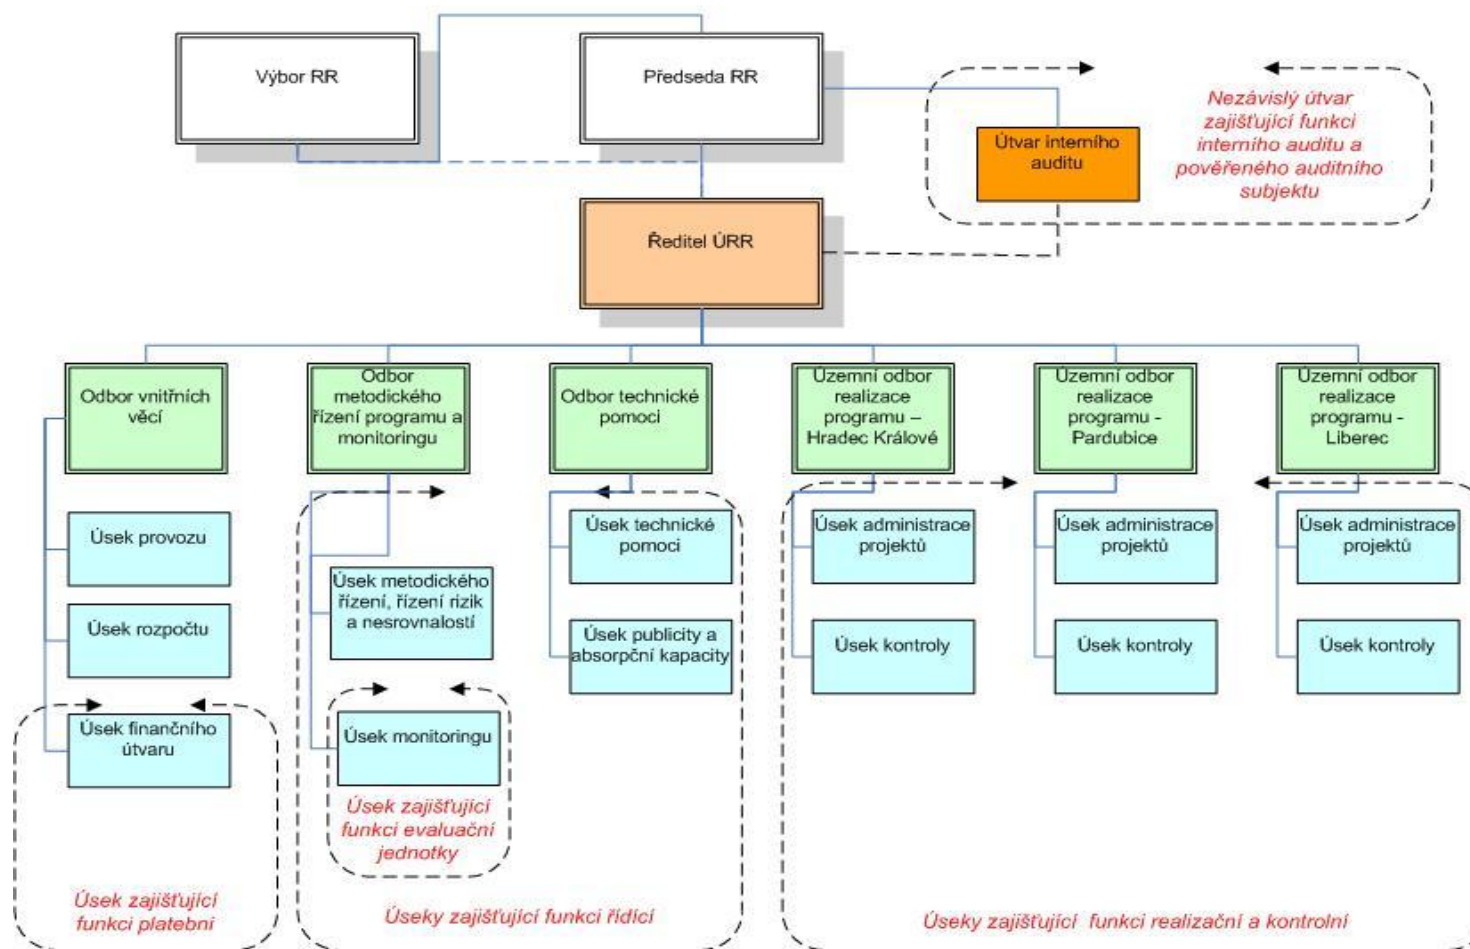 Výbor RR
Předseda RR
Nezávislý útvar
zajišťující funkci
interního auditu a
pověřeného auditního
subjektu
Útvar interního
auditu
Ředitel ÚRR
Odbor vnitřních
věcí
Odbor
metodického
řízení programu a
monitoringu
Odbor technické
pomoci
Územní odbor
realizace
programu –
Hradec Králové
Územní odbor
realizace
programu -
Pardubice
Územní odbor
realizace
programu -
Liberec
Úsek provozu
Úsek rozpočtu
Úsek finančního
útvaru
Úsek zajišťující
funkci platební
Úsek metodického
řízení, řízení rizik
a nesrovnalostí
Úsek monitoringu
Úsek zajišťující
funkci evaluační
jednotky
Úsek technické
pomoci
Úsek publicity a
absorpční kapacity
Úseky zajišťující funkci řídící
Úsek administrace
projektů
Úsek kontroly
Úsek administrace
projektů
Úsek kontroly
Úsek administrace
projektů
Úsek kontroly
Úseky zajišťující funkci realizační a kontrolní